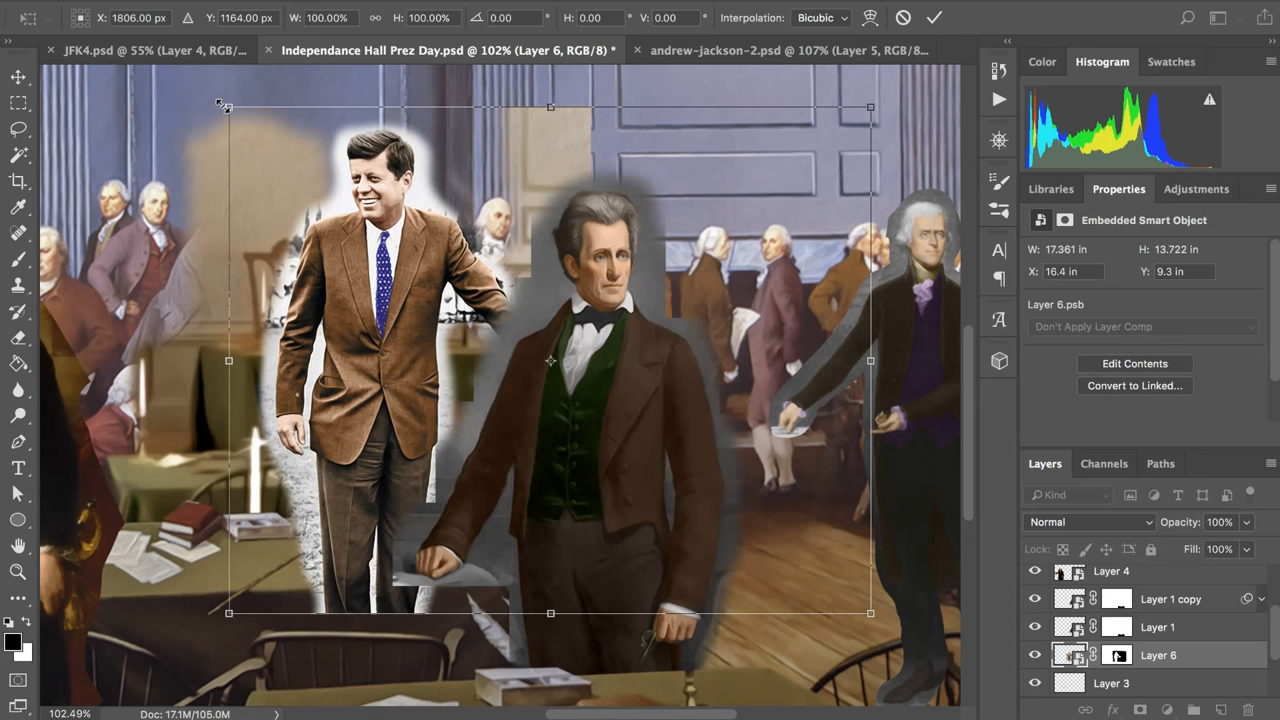 X: 1806.00 px Y: 1164.00 px W: 100.00% H: 100.00% 0.00 ° H: 0.00 ° V: 0.00 ° Interpolation: Bicubic
JFK4.psd @ 55% (Layer 4, RGB/... Independance Hall Prez Day.psd @ 102% (Layer 6, RGB/8) * andrew-jackson-2.psd @ 107% (Layer 5, RGB/8...
Color Histogram Swatches
Libraries Properties Adjustments
Embedded Smart Object
W: 17.361 in H: 13.722 in
X: 16.4 in Y: 9.3 in
Layer 6.psb
Don't Apply Layer Comp
Edit Contents
Convert to Linked...
Layers Channels Paths
Kind
Normal Opacity: 100%
Lock: Fill: 100%
Layer 4
Layer 1 copy
Layer 1
Layer 6
Layer 3
102.49% Doc: 17.1M/105.0M